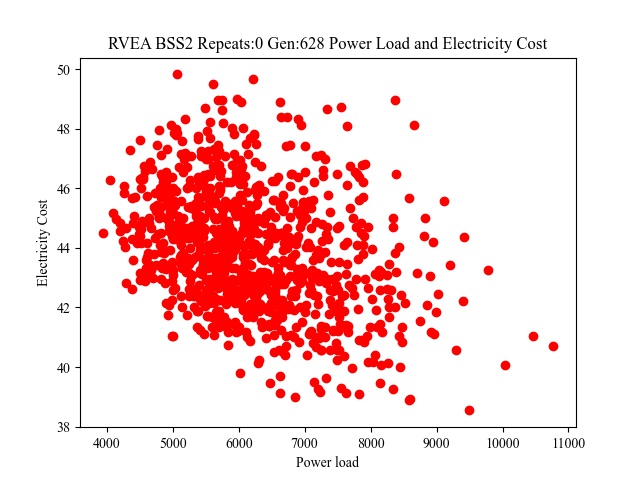 RVEA BSS2 Repeats:0 Gen:628 Power Load and Electricity Cost
50
48
46
44
42
40
38
Electricity Cost
4000 5000 6000 7000 8000 9000 10000 11000
Power load